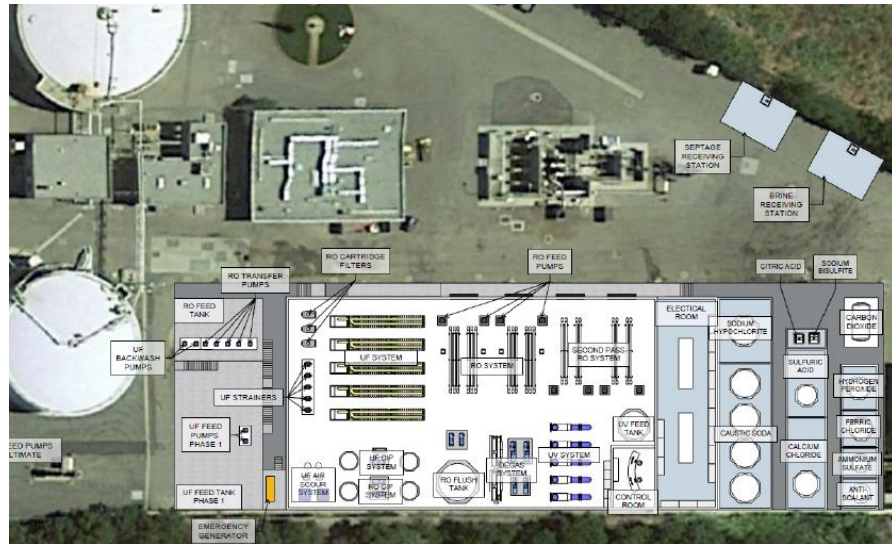 SEPTAGE
RECEIVING
STATION
BRINE
RECEIVING
STATION
RO CARTRIDGE
FILTERS
RO FEED
PUMPS
RO TRANSFER
PUMPS
CITRIC ACID
SODIUM
BISULFITE
RO FEED
TANK
UF
BACKWASH
PUMPS
UF SYSTEM
RO SYSTEM
SECOND PASS
RO SYSTEM
ELECTICAL
ROOM
SODIUM
HYPOCHLORITE
CARBON
DIOXIDE
SULFURIC
ACID
HYDROGEN
PEROXIDE
UF STRAINERS
UF FEED
PUMPS
PHASE 1
UV FEED
TANK
CAUSTIC SODA
FERRIC
CHLORIDE
EED PUMPS
LTIMATE
UF CIP
SYSTEM
DEGAS
SYSTEM
UV SYSTEM
CALCIUM
CHLORIDE
AMMONIUM
SULFATE
UF FEED TANK
PHASE 1
UF AIR
SCOUR
SYSTEM
RO CIP
SYSTEM
RO FLUSH
TANK
CONTROL
ROOM
ANTI-
SCALANT
EMERGENCY
GENERATOR